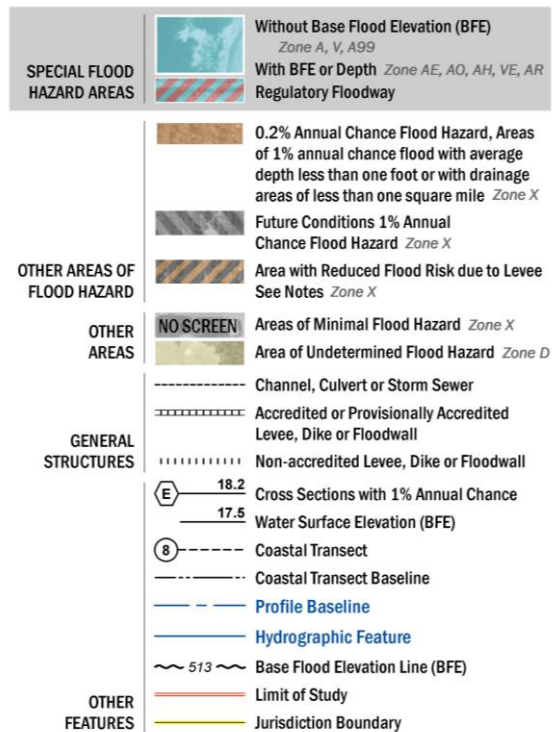 SPECIAL FLOOD
HAZARD AREAS
Without Base Flood Elevation (BFE)
Zone A, V, A99
With BFE or Depth Zone AE, AO, AH, VE, AR
Regulatory Floodway
OTHER AREAS OF
FLOOD HAZARD
0.2% Annual Chance Flood Hazard, Areas
of 1% annual chance flood with average
depth less than one foot or with drainage
areas of less than one square mile Zone X
Future Conditions 1% Annual
Chance Flood Hazard Zone X
Area with Reduced Flood Risk due to Levee
See Notes Zone X
OTHER
AREAS
NO SCREEN Areas of Minimal Flood Hazard Zone X
Area of Undetermined Flood Hazard Zone D
GENERAL
STRUCTURES
Channel, Culvert or Storm Sewer
Accredited or Provisionally Accredited
Levee, Dike or Floodwall
Non-accredited Levee, Dike or Floodwall
OTHER
FEATURES
E 18.2 Cross Sections with 1% Annual Chance
17.5 Water Surface Elevation (BFE)
8 Coastal Transect
Coastal Transect Baseline
Profile Baseline
Hydrographic Feature
513 Base Flood Elevation Line (BFE)
Limit of Study
Jurisdiction Boundary